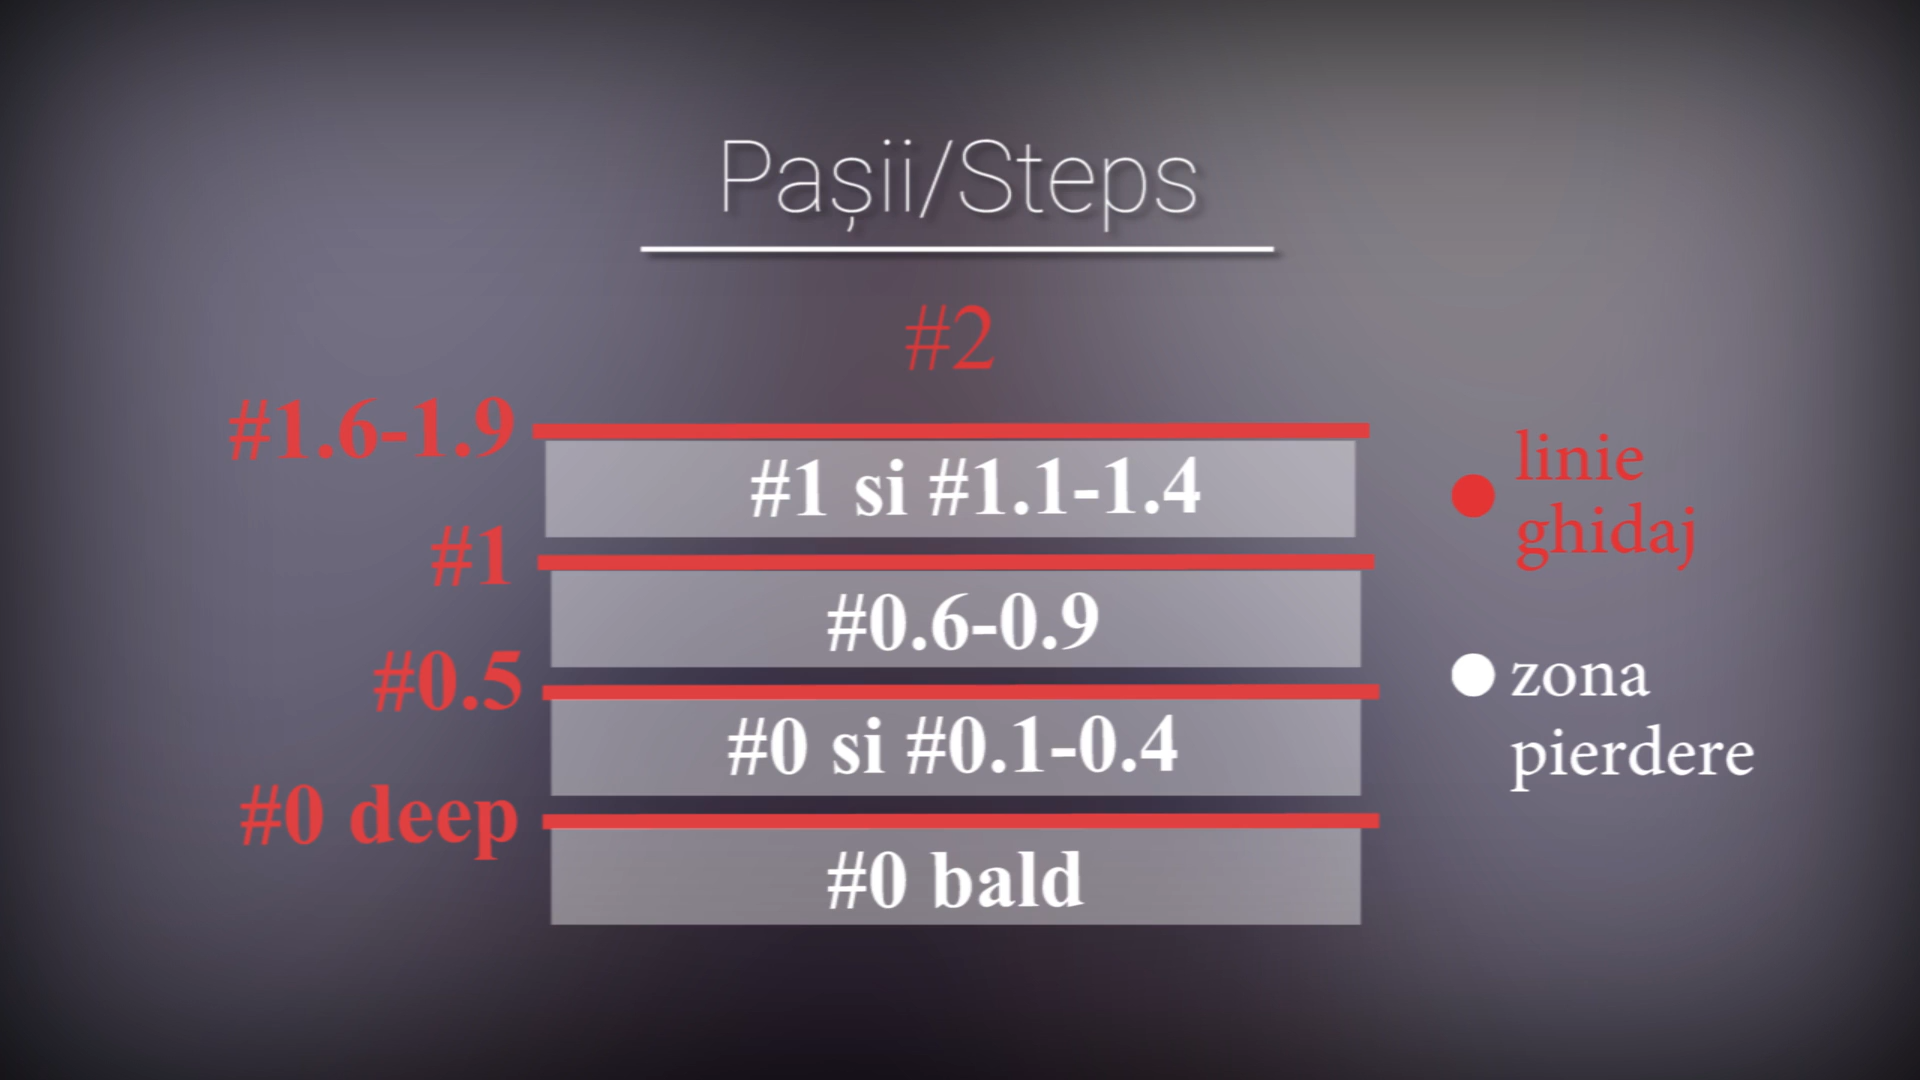 Pașii/Steps
#2
#1.6-1.9
#1 si #1.1-1.4
#1
#0.6-0.9
#0.5
#0 si #0.1-0.4
#0 deep
#0 bald
linie
ghidaj
zona
pierdere